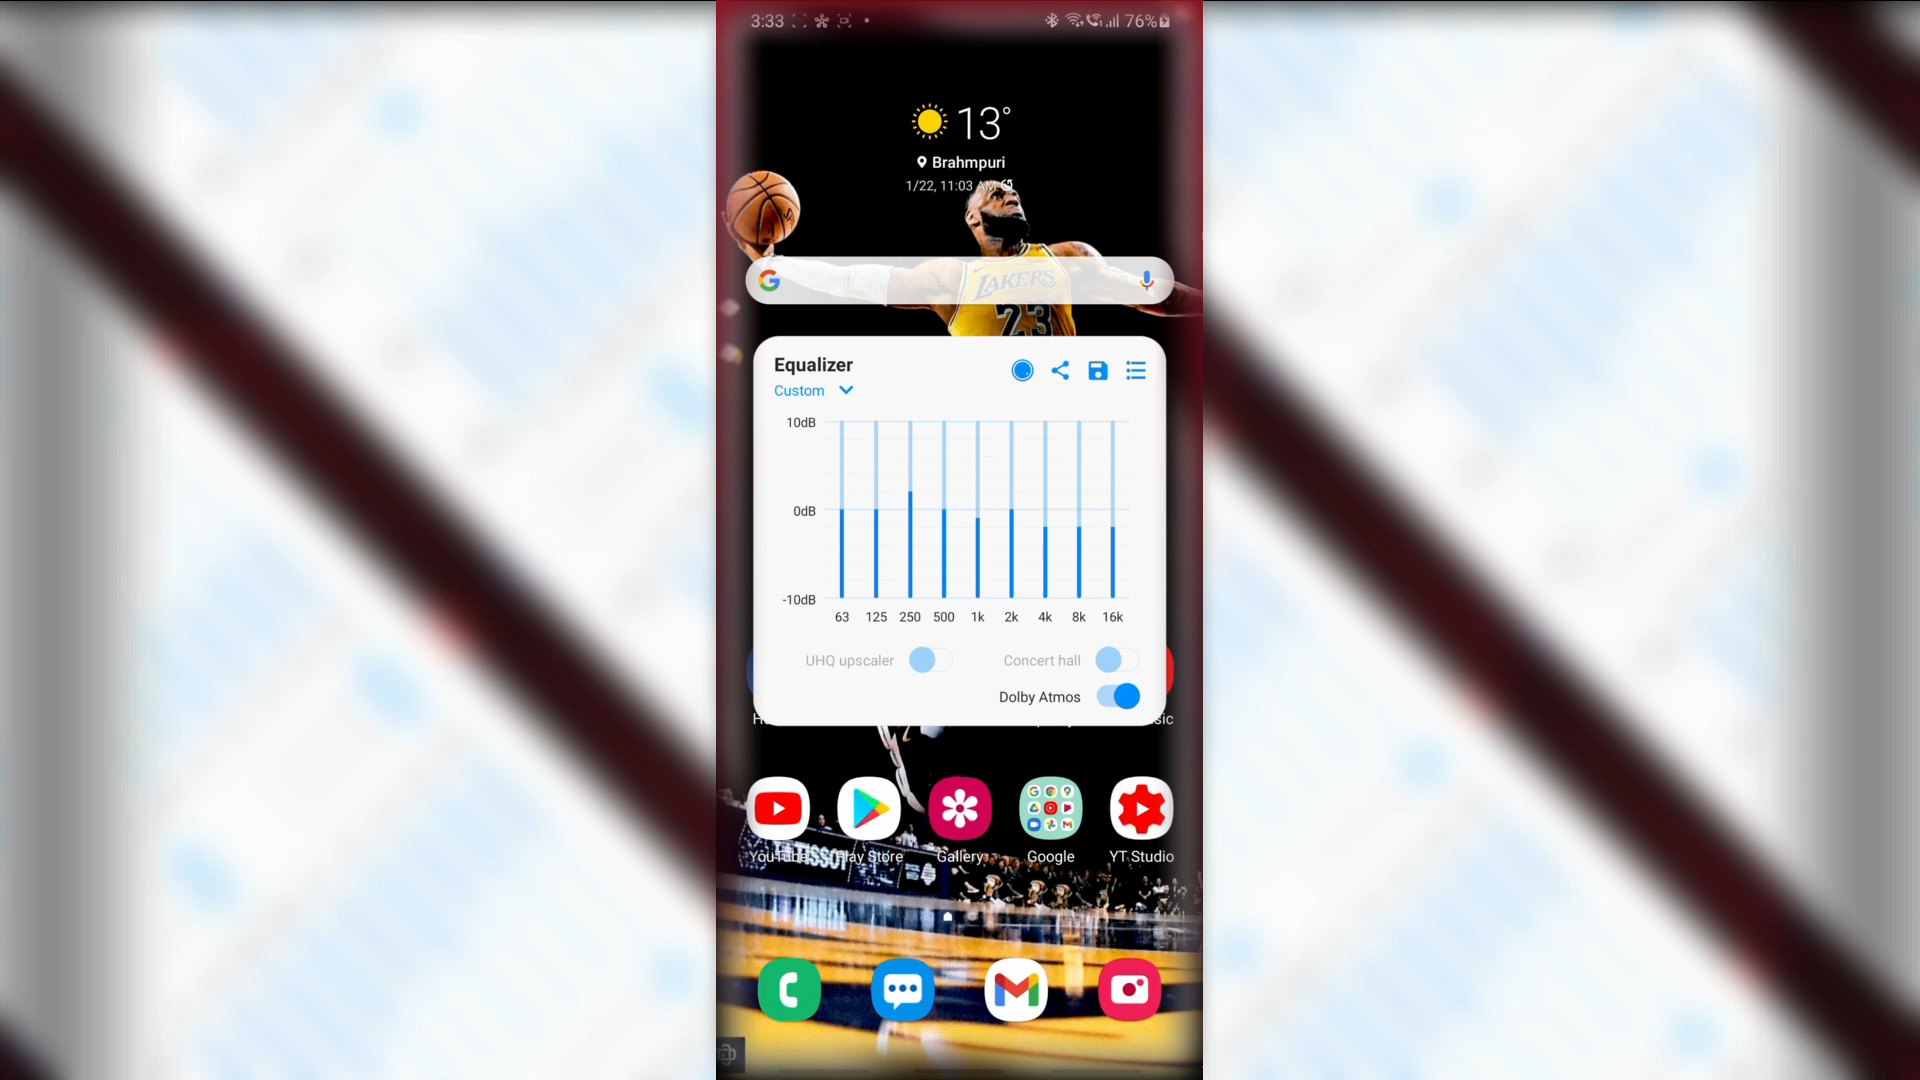 3:33
76%
13°
Brahmpuri
1/22, 11:03 AM
LAKERS
23
Equalizer
Custom
10dB
0dB
-10dB
63 125 250 500 1k 2k 4k 8k 16k
UHQ upscaler
Concert hall
Dolby Atmos
YouTube
Play Store
Gallery
Google
YT Studio